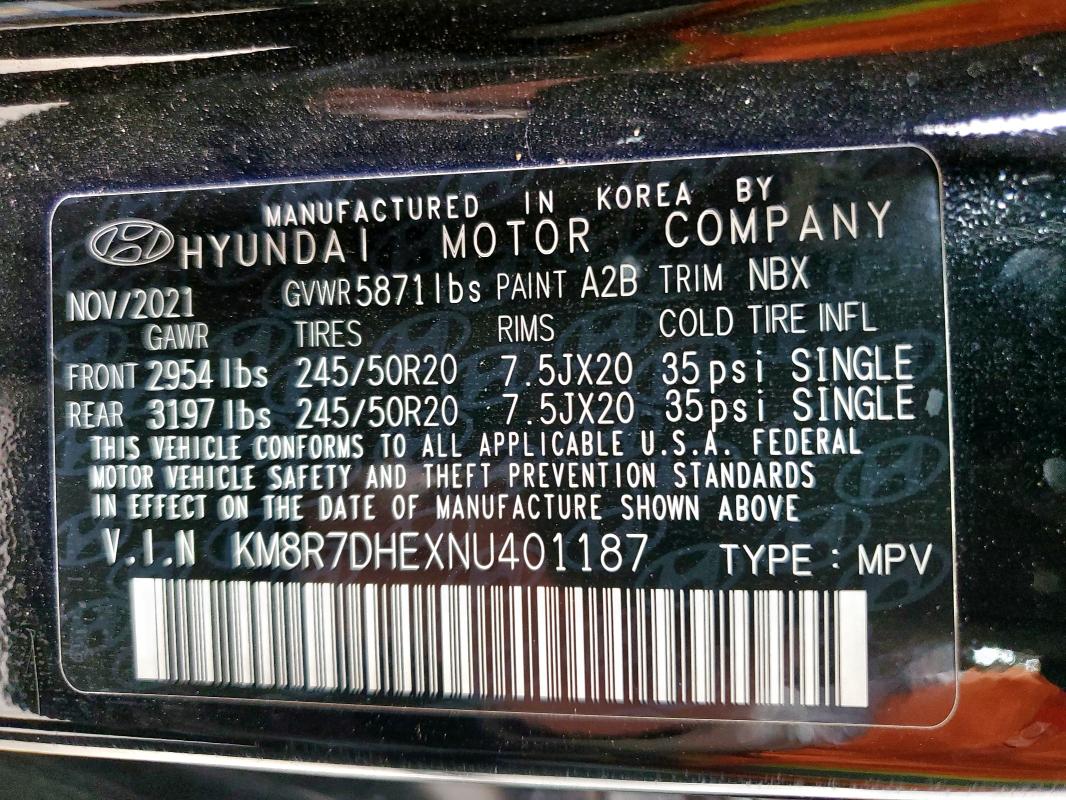 MANUFACTURED IN KOREA BY
HYUNDAI MOTOR COMPANY
NOV/2021 GVWR 5871lbs PAINT A2B TRIM NBX
GAWR TIRES RIMS COLD TIRE INFL
FRONT 2954 lbs 245/50R20 7.5JX20 35psi SINGLE
REAR 3197 lbs 245/50R20 7.5JX20 35psi SINGLE
THIS VEHICLE CONFORMS TO ALL APPLICABLE U.S.A. FEDERAL
MOTOR VEHICLE SAFETY AND THEFT PREVENTION STANDARDS
IN EFFECT ON THE DATE OF MANUFACTURE SHOWN ABOVE
V.I.N KM8R7DHEXNU401187 TYPE : MPV